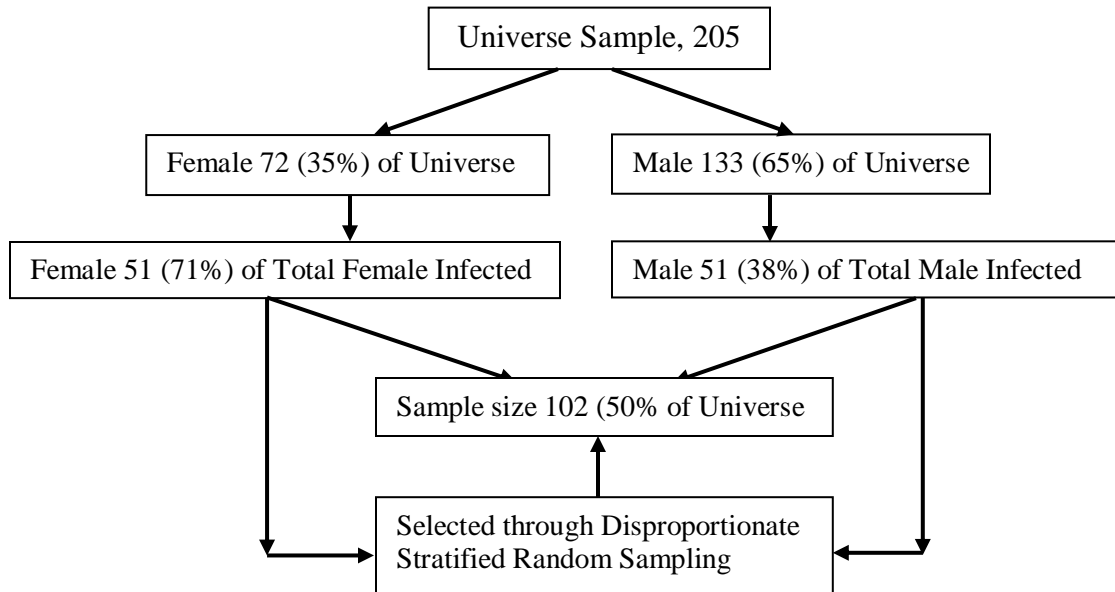 Universe Sample, 205
Female 72 (35%) of Universe
Male 133 (65%) of Universe
Female 51 (71%) of Total Female Infected
Male 51 (38%) of Total Male Infected
Sample size 102 (50% of Universe
Selected through Disproportionate
Stratified Random Sampling